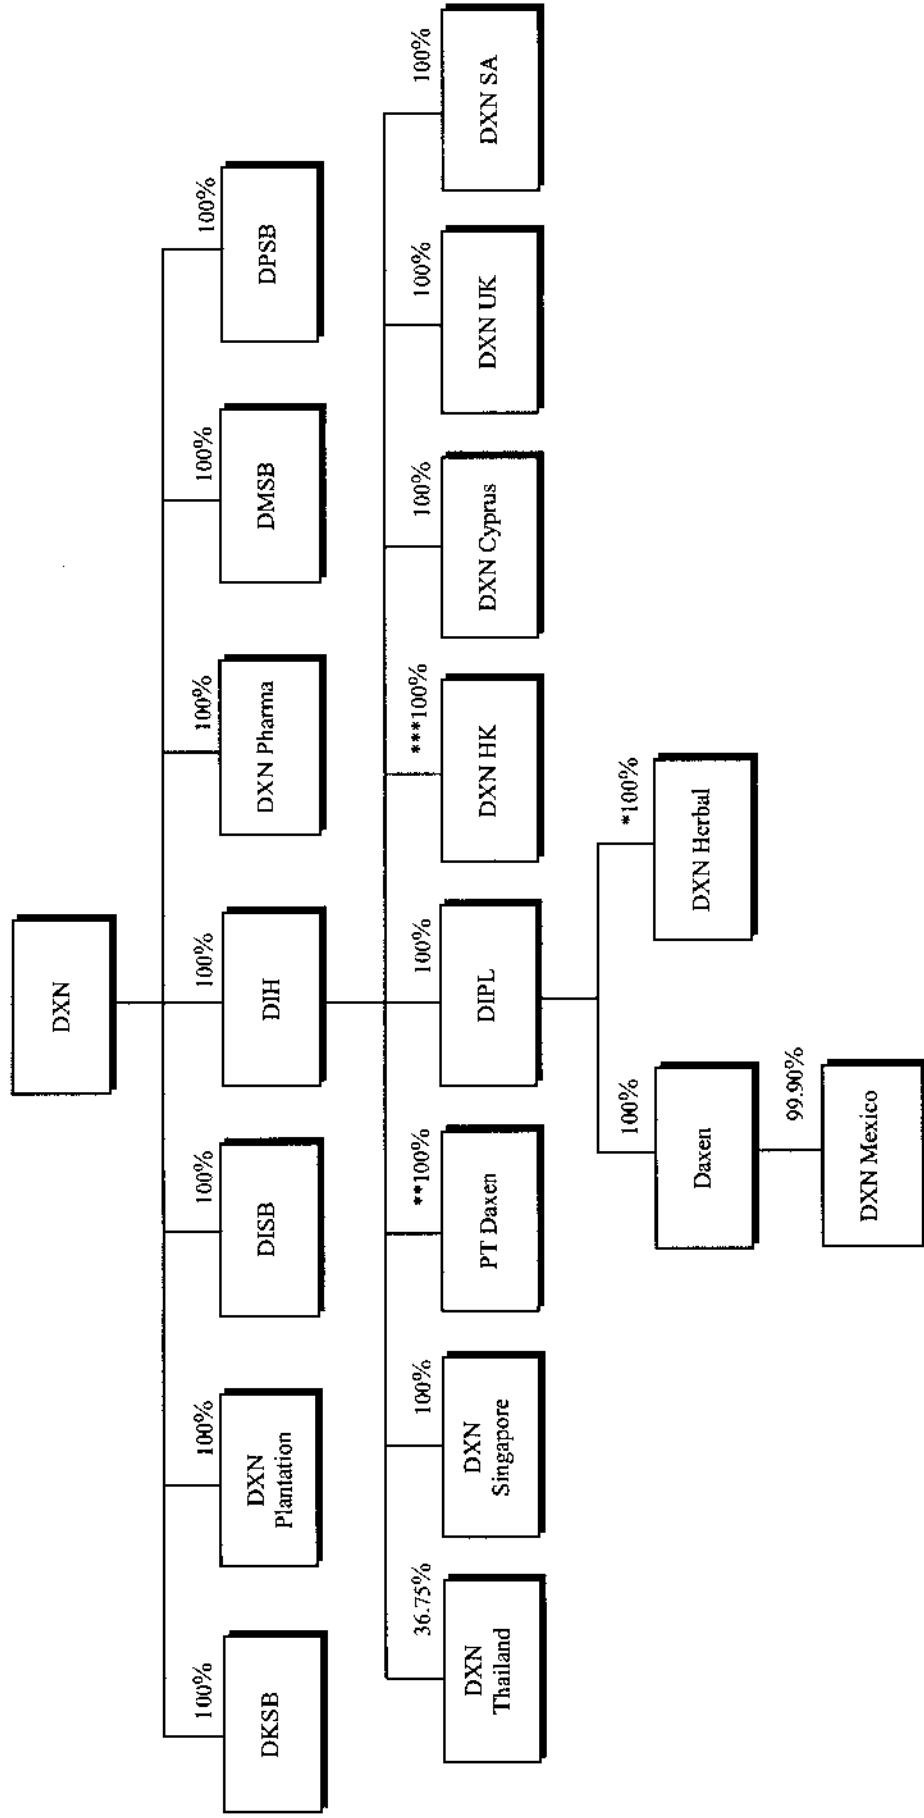 DXN
100%
100%
100%
100%
100%
100%
100%
DKSB
DXN
Plantation
DISB
DIH
DXN Pharma
DMSB
DPSB
36.75%
100%
**100%
100%
***100%
100%
100%
100%
DXN
Thailand
DXN
Singapore
PT Daxen
DIPL
DXN HK
DXN Cyprus
DXN UK
DXN SA
100%
*100%
Daxen
DXN Herbal
99.90%
DXN Mexico